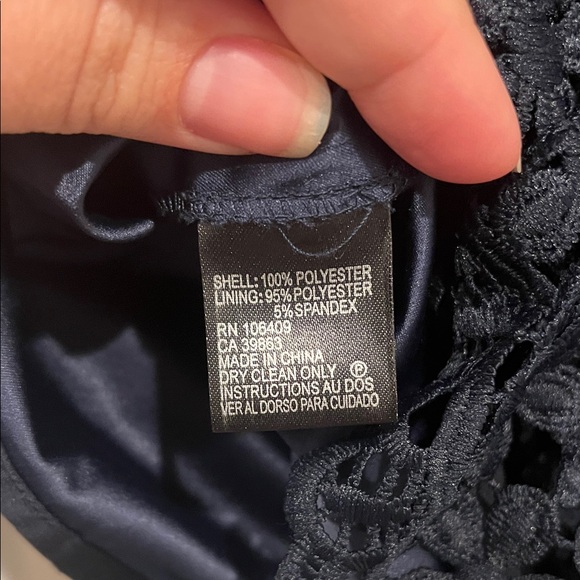 SHELL: 100% POLYESTER
LINING: 95% POLYESTER
5% SPANDEX
RN 106409
CA 39863
MADE IN CHINA
DRY CLEAN ONLY Ⓟ
INSTRUCTIONS AU DOS
VER AL DORSO PARA CUIDADO